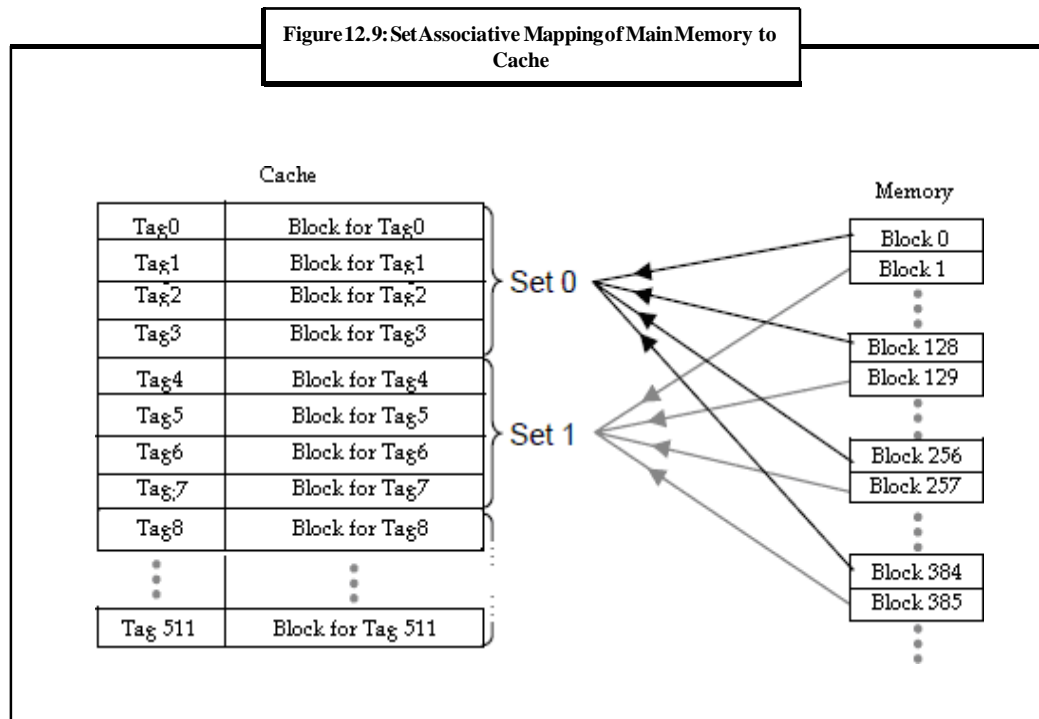 Figure 12.9: Set Associative Mapping of Main Memory to
Cache
Cache
Memory
Tag0 Block for Tag0
Tag1 Block for Tag1
Tag2 Block for Tag2
Tag3 Block for Tag3
Tag4 Block for Tag4
Tag5 Block for Tag5
Tag6 Block for Tag6
Tag7 Block for Tag7
Tag8 Block for Tag8
Tag 511 Block for Tag 511
Set 0
Set 1
Block 0
Block 1
Block 128
Block 129
Block 256
Block 257
Block 384
Block 385